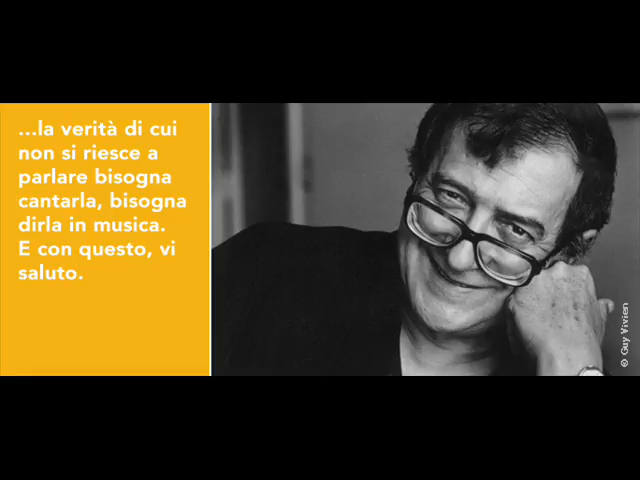 ...la verità di cui
non si riesce a
parlare bisogna
cantarla, bisogna
dirla in musica.
E con questo, vi
saluto.
© Guy Vivien